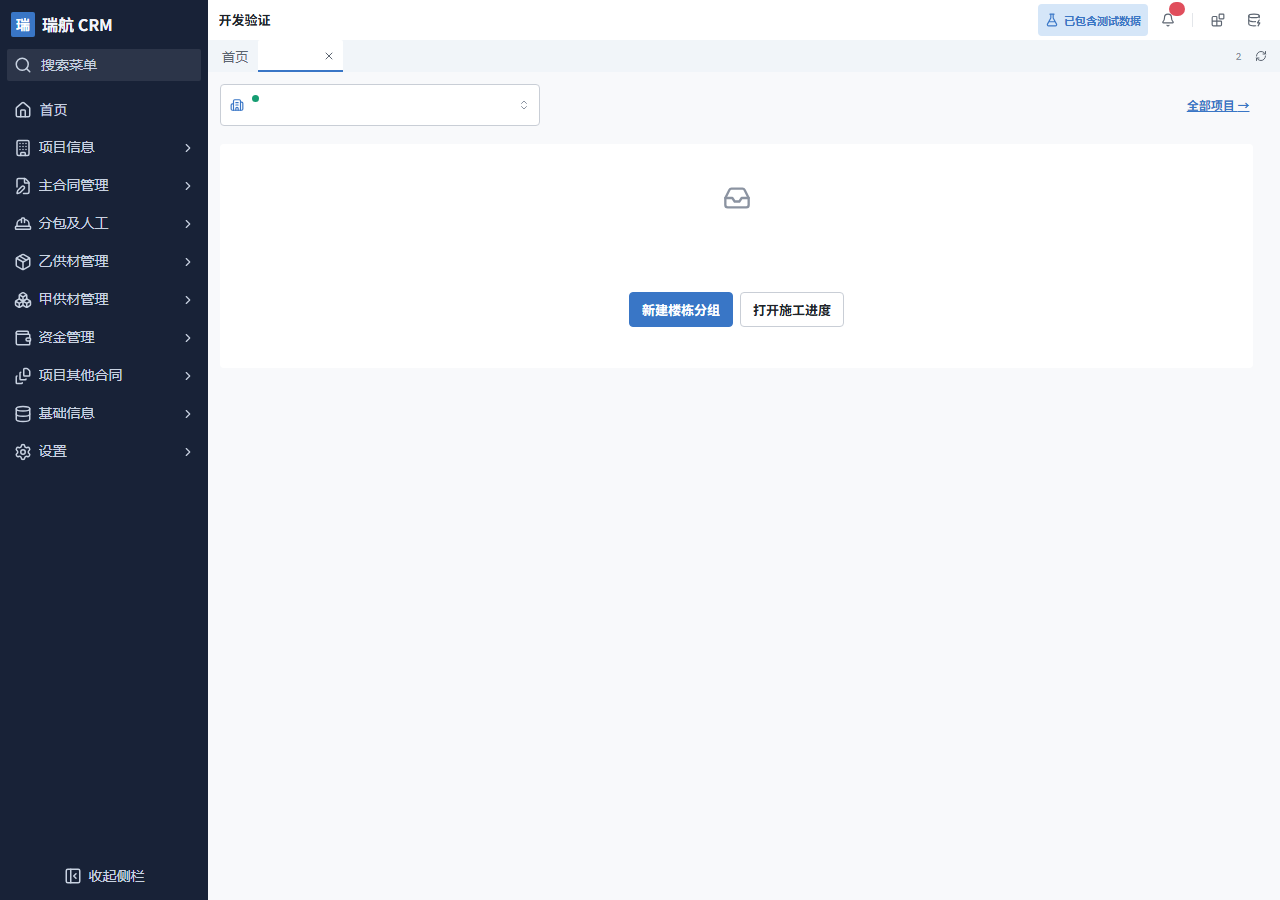 瑞 瑞航 CRM
搜索菜单
首页
项目信息
主合同管理
分包及人工
乙供材管理
甲供材管理
资金管理
项目其他合同
基础信息
设置
收起侧栏
开发验证
已包含测试数据
首页
2
全部项目 →
新建楼栋分组
打开施工进度